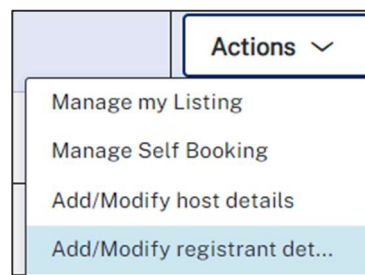 Actions
Manage my Listing
Manage Self Booking
Add/Modify host details
Add/Modify registrant det...